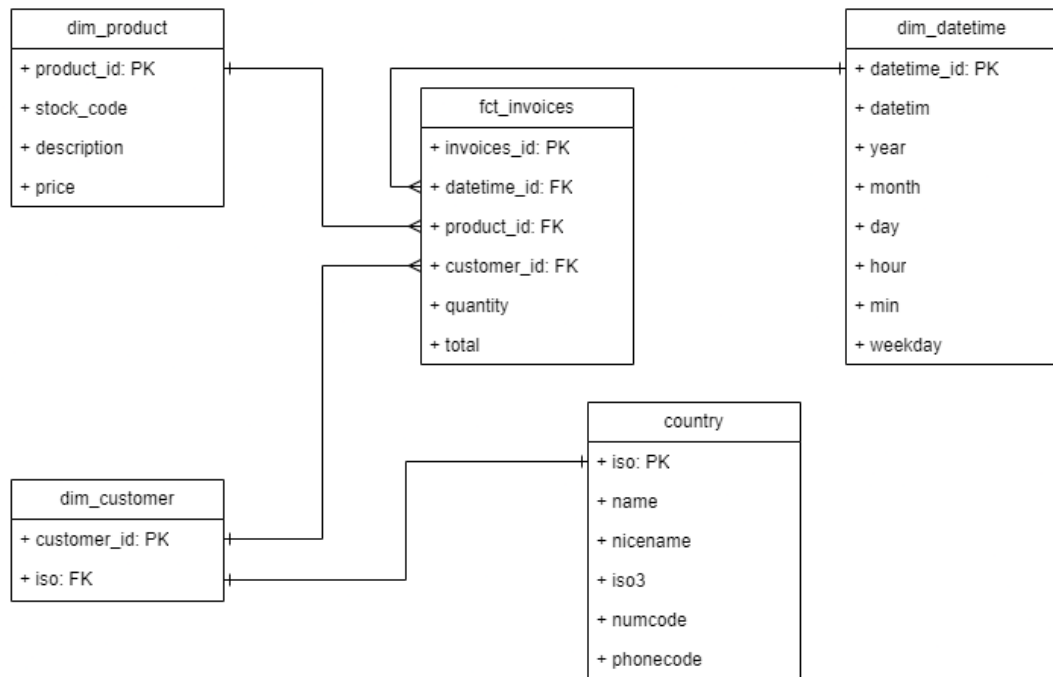 dim_product
+ product_id: PK
+ stock_code
+ description
+ price
fct_invoices
+ invoices_id: PK
+ datetime_id: FK
+ product_id: FK
+ customer_id: FK
+ quantity
+ total
dim_datetime
+ datetime_id: PK
+ datetim
+ year
+ month
+ day
+ hour
+ min
+ weekday
dim_customer
+ customer_id: PK
+ iso: FK
country
+ iso: PK
+ name
+ nicename
+ iso3
+ numcode
+ phonecode